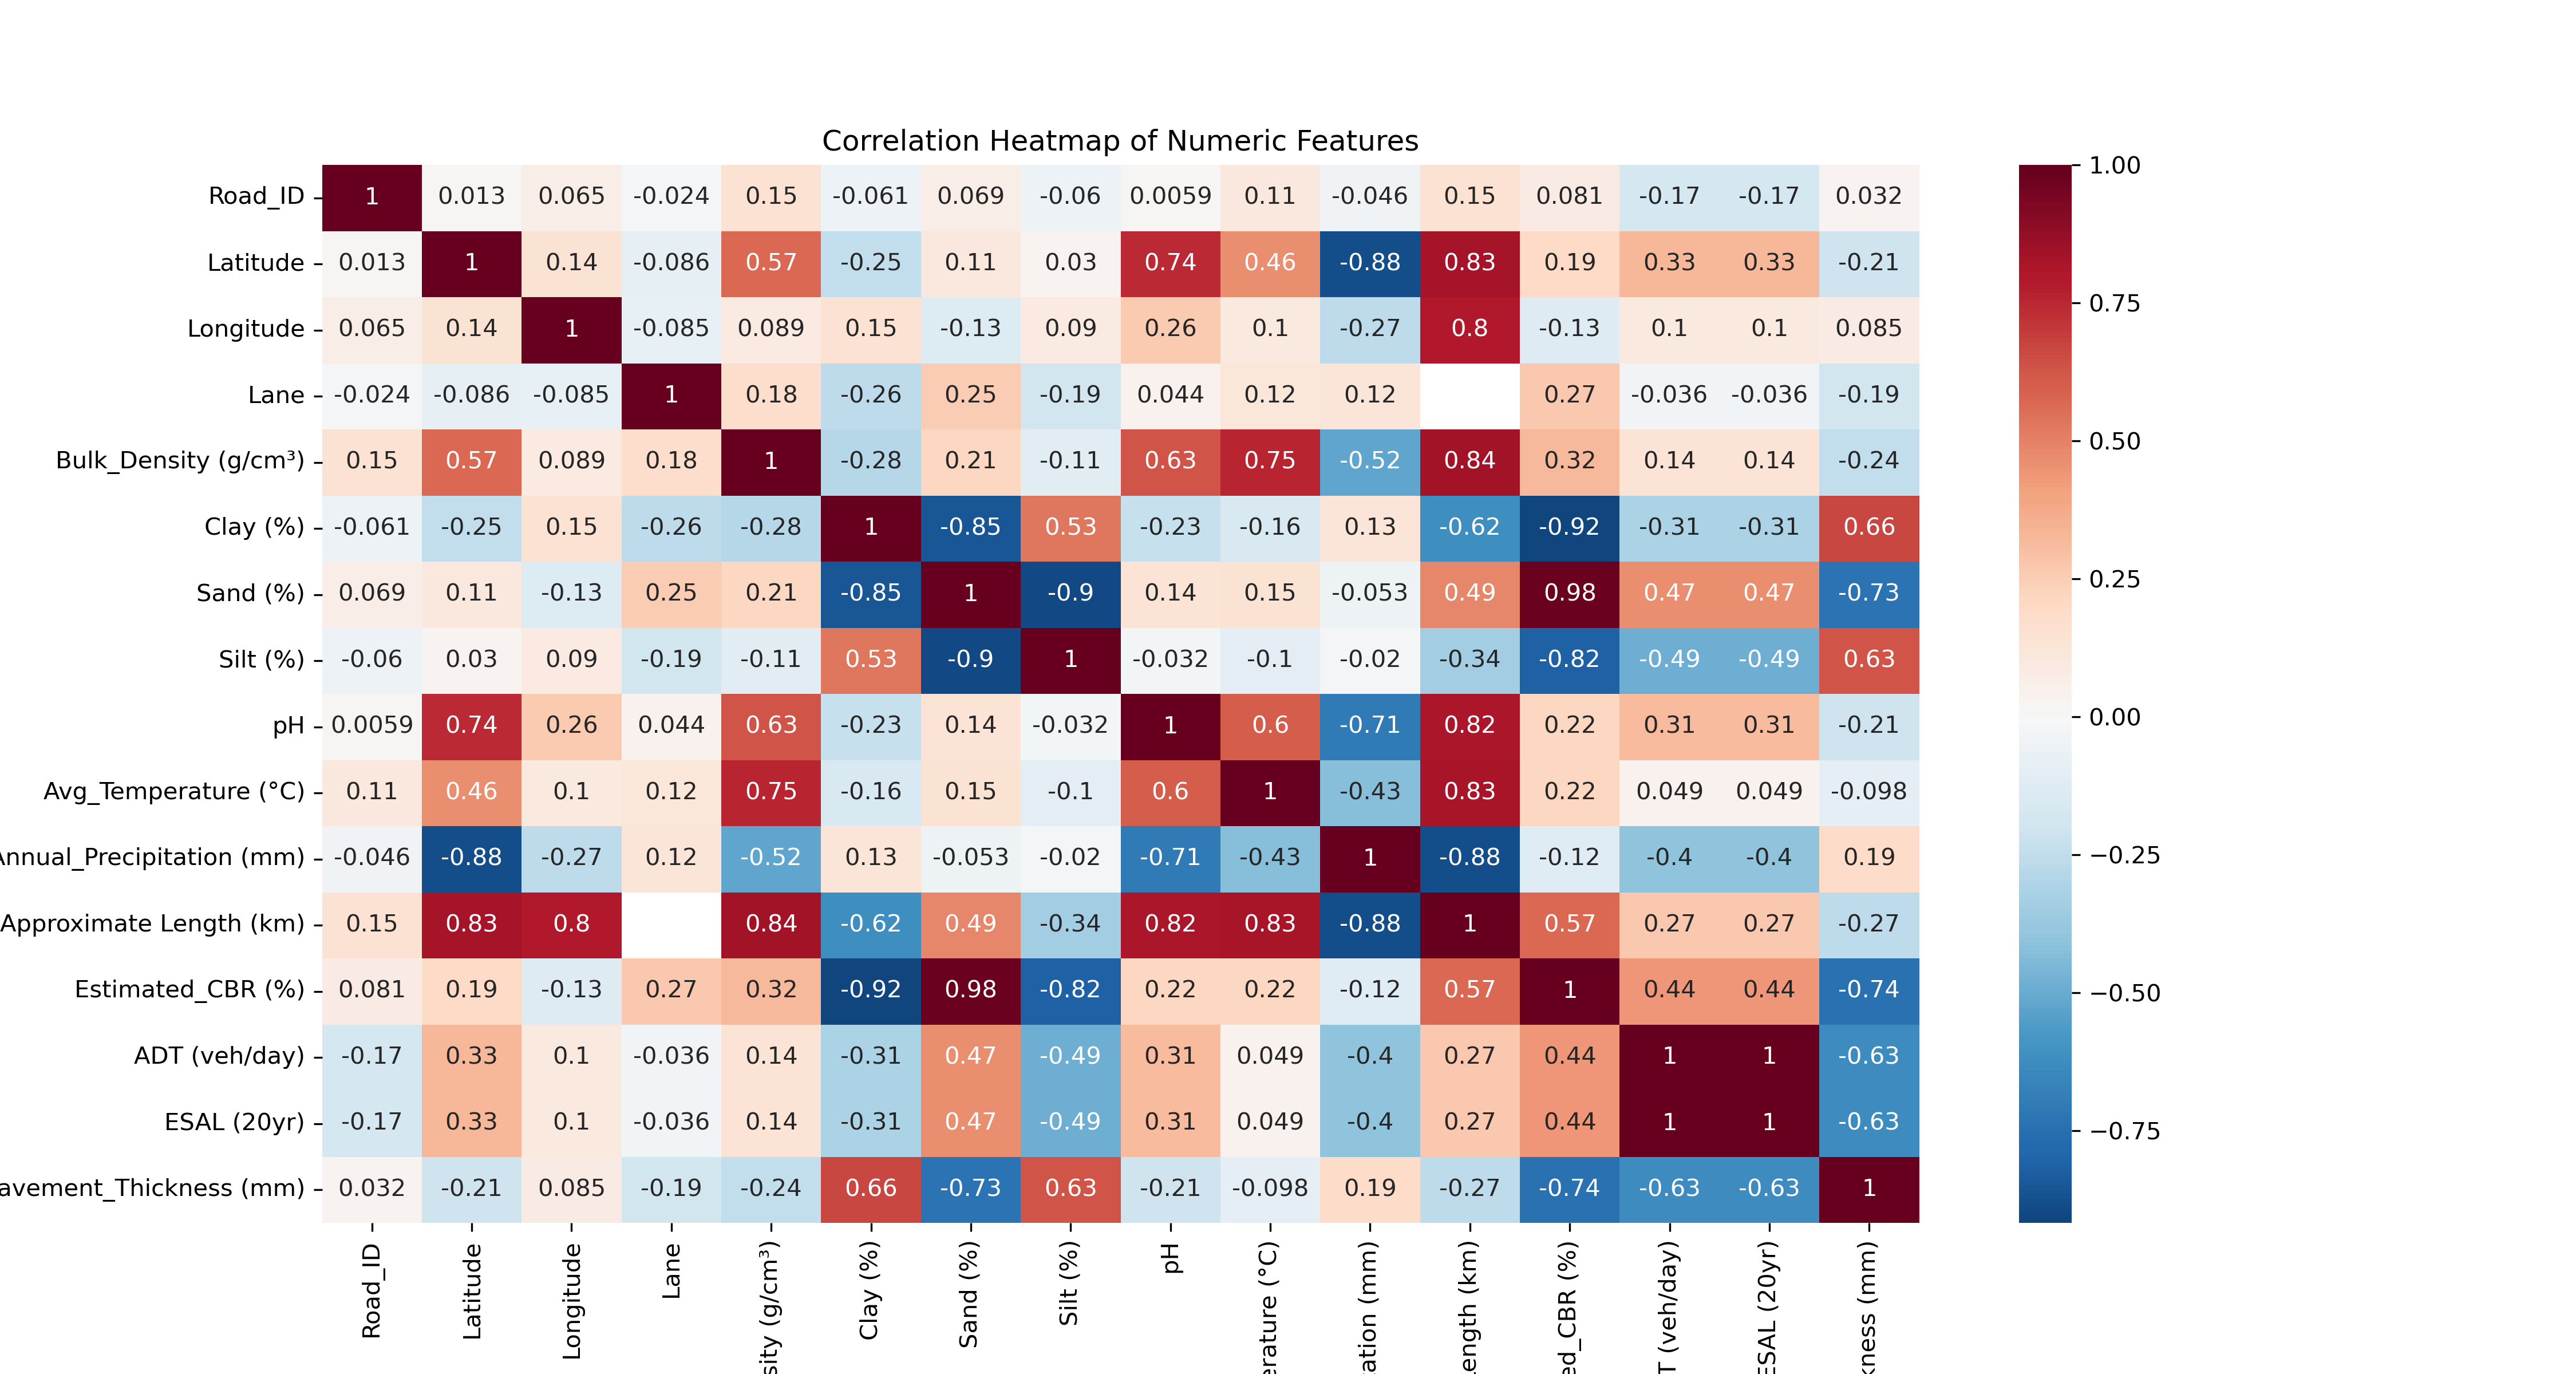 Correlation Heatmap of Numeric Features
Road_ID 1 0.013 0.065 -0.024 0.15 -0.061 0.069 -0.06 0.0059 0.11 -0.046 0.15 0.081 -0.17 -0.17 0.032
Latitude 0.013 1 0.14 -0.086 0.57 -0.25 0.11 0.03 0.74 0.46 -0.88 0.83 0.19 0.33 0.33 -0.21
Longitude 0.065 0.14 1 -0.085 0.089 0.15 -0.13 0.09 0.26 0.1 -0.27 0.8 -0.13 0.1 0.1 0.085
Lane -0.024 -0.086 -0.085 1 0.18 -0.26 0.25 -0.19 0.044 0.12 0.12 0.27 -0.036 -0.036 -0.19
Bulk_Density (g/cm³) 0.15 0.57 0.089 0.18 1 -0.28 0.21 -0.11 0.63 0.75 -0.52 0.84 0.32 0.14 0.14 -0.24
Clay (%) -0.061 -0.25 0.15 -0.26 -0.28 1 -0.85 0.53 -0.23 -0.16 0.13 -0.62 -0.92 -0.31 -0.31 0.66
Sand (%) 0.069 0.11 -0.13 0.25 0.21 -0.85 1 -0.9 0.14 0.15 -0.053 0.49 0.98 0.47 0.47 -0.73
Silt (%) -0.06 0.03 0.09 -0.19 -0.11 0.53 -0.9 1 -0.032 -0.1 -0.02 -0.34 -0.82 -0.49 -0.49 0.63
pH 0.0059 0.74 0.26 0.044 0.63 -0.23 0.14 -0.032 1 0.6 -0.71 0.82 0.22 0.31 0.31 -0.21
Avg_Temperature (°C) 0.11 0.46 0.1 0.12 0.75 -0.16 0.15 -0.1 0.6 1 -0.43 0.83 0.22 0.049 0.049 -0.098
Annual_Precipitation (mm) -0.046 -0.88 -0.27 0.12 -0.52 0.13 -0.053 -0.02 -0.71 -0.43 1 -0.88 -0.12 -0.4 -0.4 0.19
Approximate Length (km) 0.15 0.83 0.8 0.84 -0.62 0.49 -0.34 0.82 0.83 -0.88 1 0.57 0.27 0.27 -0.27
Estimated_CBR (%) 0.081 0.19 -0.13 0.27 0.32 -0.92 0.98 -0.82 0.22 0.22 -0.12 0.57 1 0.44 0.44 -0.74
ADT (veh/day) -0.17 0.33 0.1 -0.036 0.14 -0.31 0.47 -0.49 0.31 0.049 -0.4 0.27 0.44 1 1 -0.63
ESAL (20yr) -0.17 0.33 0.1 -0.036 0.14 -0.31 0.47 -0.49 0.31 0.049 -0.4 0.27 0.44 1 1 -0.63
avement_Thickness (mm) 0.032 -0.21 0.085 -0.19 -0.24 0.66 -0.73 0.63 -0.21 -0.098 0.19 -0.27 -0.74 -0.63 -0.63 1
Road_ID
Latitude
Longitude
Lane
sity (g/cm³)
Clay (%)
Sand (%)
Silt (%)
pH
erature (°C)
ation (mm)
ength (km)
ed_CBR (%)
T (veh/day)
ESAL (20yr)
kness (mm)
1.00
0.75
0.50
0.25
0.00
−0.25
−0.50
−0.75